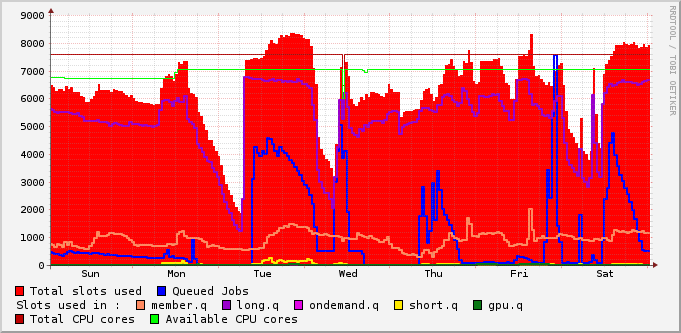 9000
8000
7000
6000
5000
4000
3000
2000
1000
0
Sun Mon Tue Wed Thu Fri Sat
RRDTOOL / TOBI OETIKER
Total slots used Queued Jobs
Slots used in : member.q long.q ondemand.q short.q gpu.q
Total CPU cores Available CPU cores